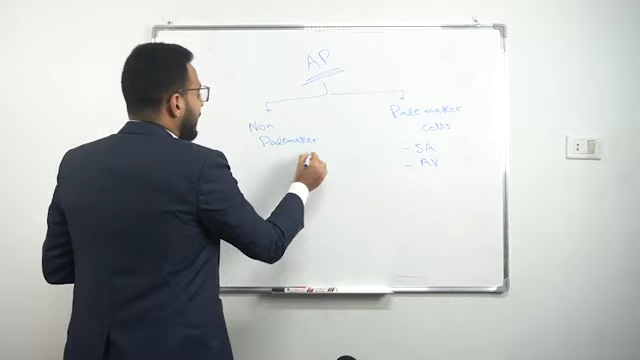 AP
Non
Pacemaker
Pacemaker
cells
- SA
- AV